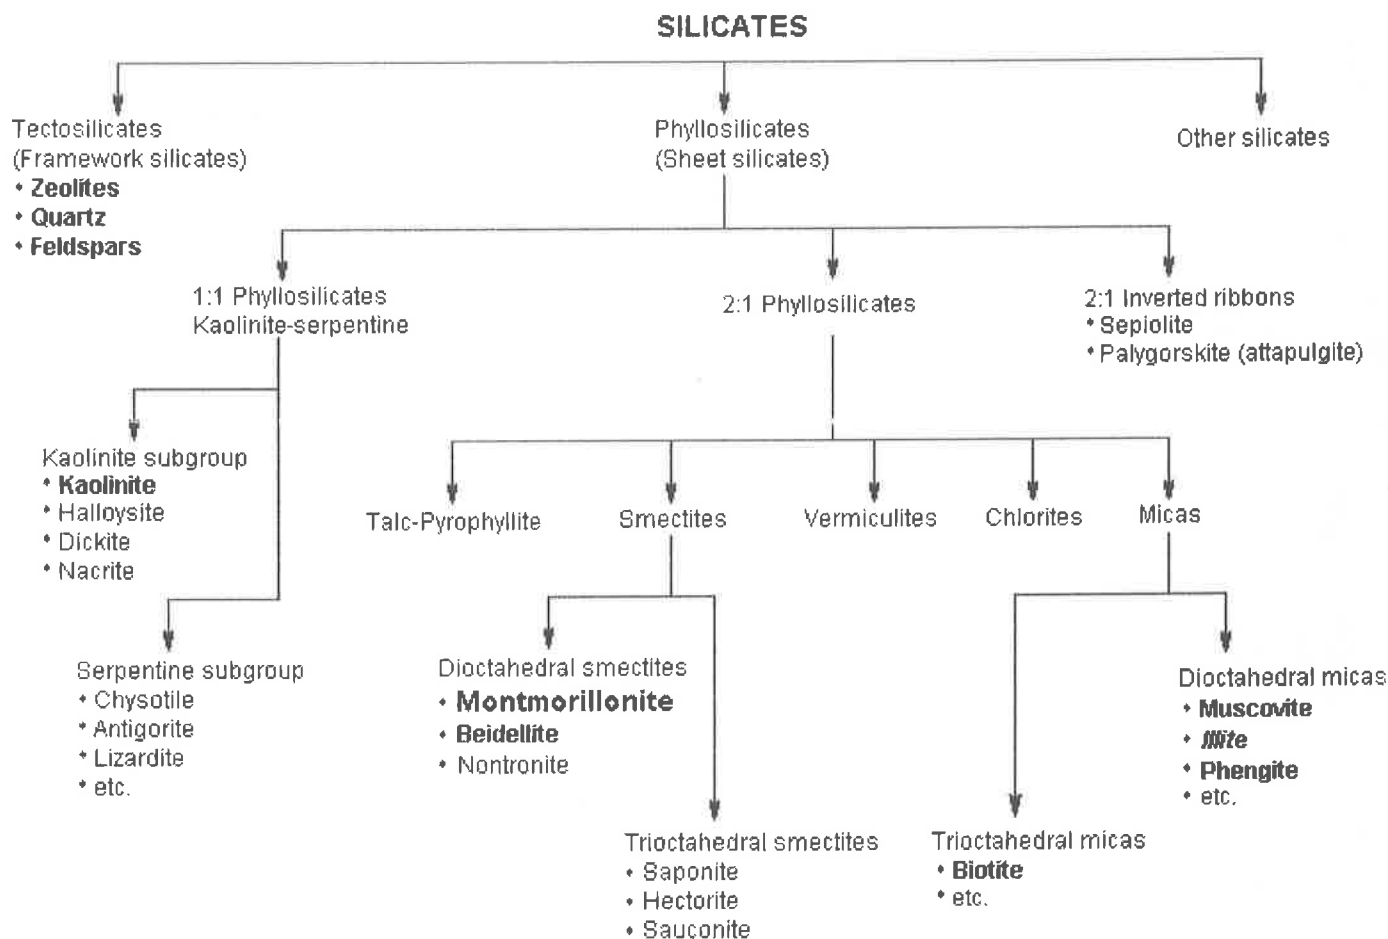 SILICATES
Tectosilicates
(Framework silicates)
• Zeolites
• Quartz
• Feldspars
Phyllosilicates
(Sheet silicates)
Other silicates
1:1 Phyllosilicates
Kaolinite-serpentine
2:1 Phyllosilicates
2:1 Inverted ribbons
• Sepiolite
• Palygorskite (attapulgite)
Kaolinite subgroup
• Kaolinite
• Halloysite
• Dickite
• Nacrite
Talc-Pyrophyllite
Smectites
Vermiculites
Chlorites
Micas
Serpentine subgroup
• Chysotile
• Antigorite
• Lizardite
• etc.
Dioctahedral smectites
• Montmorillonite
• Beidellite
• Nontronite
Dioctahedral micas
• Muscovite
• Illite
• Phengite
• etc.
Trioctahedral smectites
• Saponite
• Hectorite
• Sauconite
Trioctahedral micas
• Biotite
• etc.